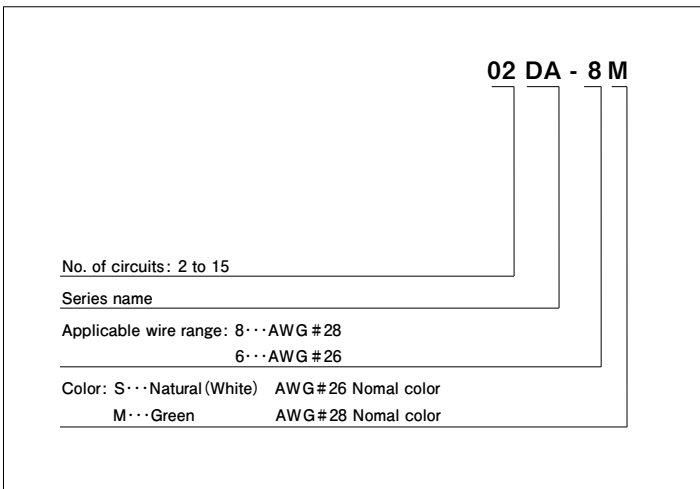 02 DA - 8 M
No. of circuits: 2 to 15
Series name
Applicable wire range: 8···AWG #28
6···AWG #26
Color: S···Natural(White) AWG#26 Nomal color
M···Green AWG#28 Nomal color